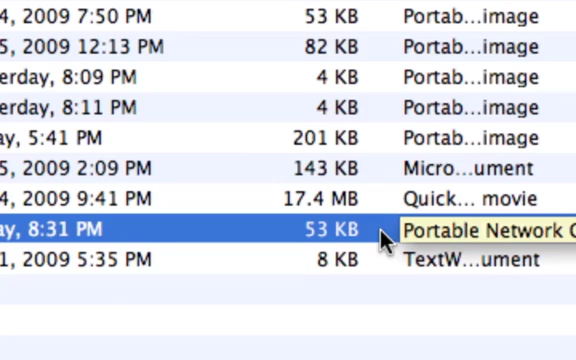 4, 2009 7:50 PM 53 KB Portab...image
5, 2009 12:13 PM 82 KB Portab...image
erday, 8:09 PM 4 KB Portab...image
erday, 8:11 PM 4 KB Portab...image
ay, 5:41 PM 201 KB Portab...image
5, 2009 2:09 PM 143 KB Micro...ument
4, 2009 9:41 PM 17.4 MB Quick... movie
ay, 8:31 PM 53 KB Portable Network
1, 2009 5:35 PM 8 KB TextW...ument